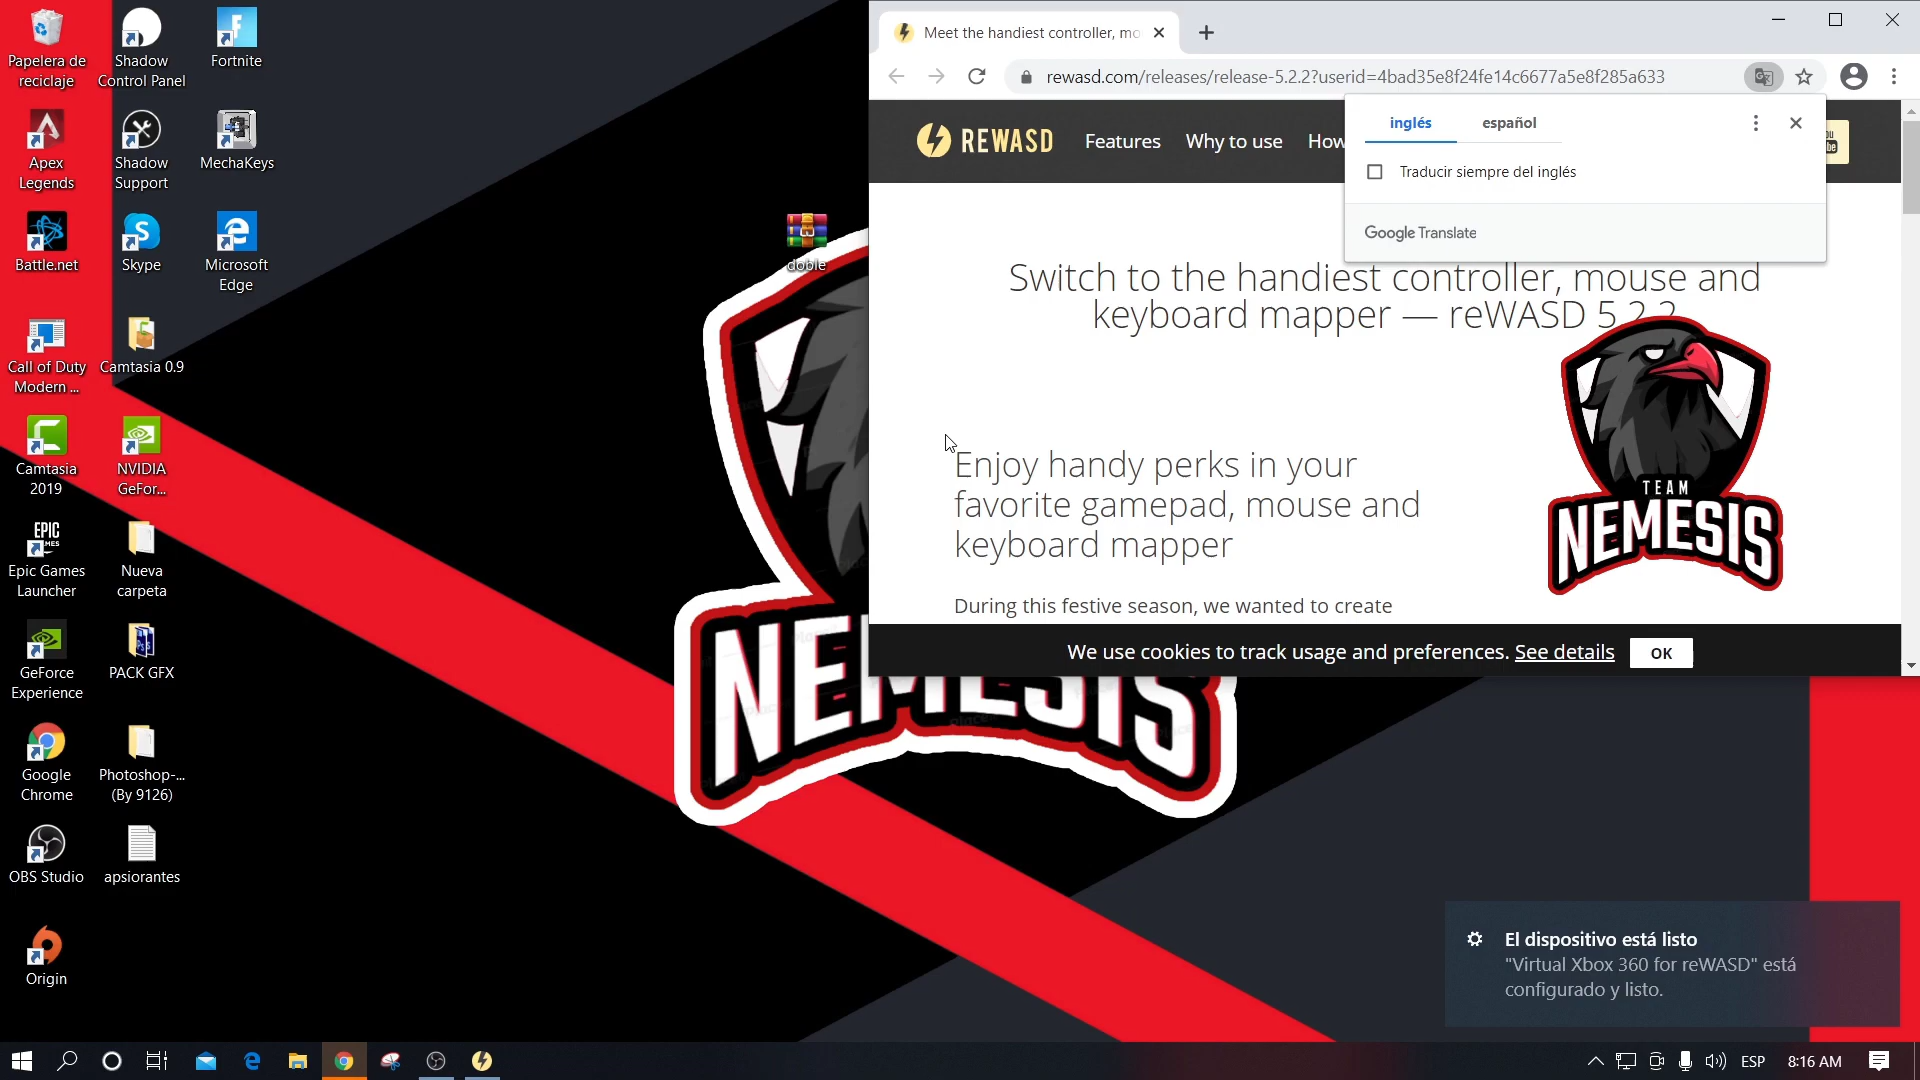 Papelera de
reciclaje
Shadow
Control Panel
Fortnite
Apex
Legends
Shadow
Support
MechaKeys
Battle.net
Skype
Microsoft
Edge
Call of Duty
Modern ...
Camtasia 0.9
Camtasia
2019
NVIDIA
GeFor...
EPIC
Epic Games
Launcher
Nueva
carpeta
GeForce
Experience
PACK GFX
Google
Chrome
Photoshop-...
(By 9126)
OBS Studio
apsiorantes
Origin
doble
NEMESIS
Meet the handiest controller, mo
rewasd.com/releases/release-5.2.2?userid=4bad35e8f24fe14c6677a5e8f285a633
REWASD
Features
Why to use
How
inglés
español
Traducir siempre del inglés
Google Translate
Switch to the handiest controller, mouse and
keyboard mapper — reWASD 5.2.2
Enjoy handy perks in your
favorite gamepad, mouse and
keyboard mapper
During this festive season, we wanted to create
TEAM
NEMESIS
We use cookies to track usage and preferences. See details
OK
El dispositivo está listo
"Virtual Xbox 360 for reWASD" está
configurado y listo.
ESP
8:16 AM